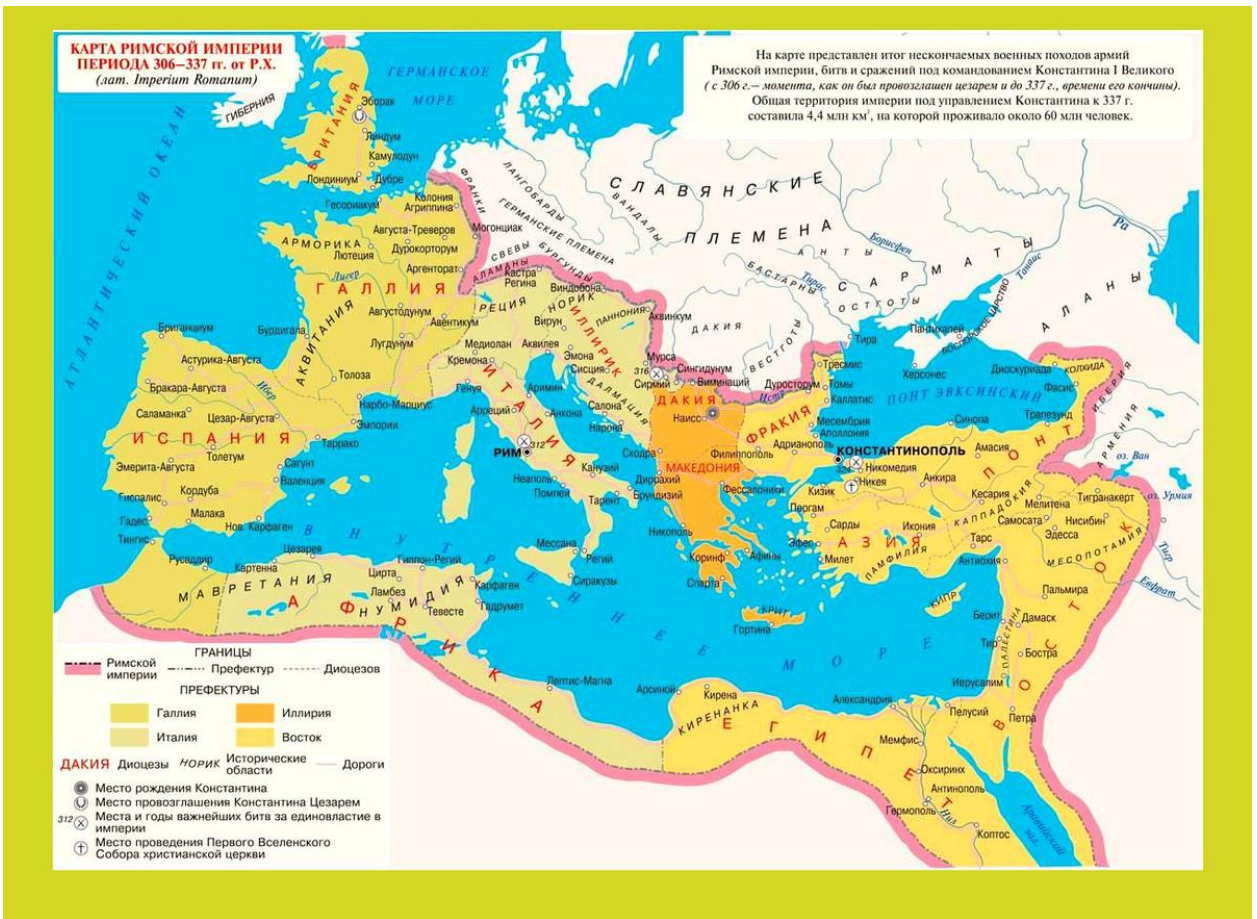 КАРТА РИМСКОЙ ИМПЕРИИ
ПЕРИОДА 306–337 гг. от Р.Х.
(лат. Imperium Romanum)
На карте представлен итог нескончаемых военных походов армий
Римской империи, битв и сражений под командованием Константина I Великого
( с 306 г.– момента, как он был провозглашен цезарем и до 337 г., времени его кончины).
Общая территория империи под управлением Константина к 337 г.
составила 4,4 млн км², на которой проживало около 60 млн человек.
АТЛАНТИЧЕСКИЙ ОКЕАН
ГЕРМАНСКОЕ
МОРЕ
ГИБЕРНИЯ
БРИТАНИЯ
Эборак
Линдум
Камулодун
Лондиниум
Дубре
Гесориакум
Колония
Агриппина
ФРАНКИ
ЛАНГОБАРДЫ
ВАНДАЛЫ
ГЕРМАНСКИЕ ПЛЕМЕНА
СЛАВЯНСКИЕ
ПЛЕМЕНА
АНТЫ
Борисфен
Ра
Танаис
САРМАТЫ
АЛАНЫ
БАСТАРНЫ
Тирас
ОСТГОТЫ
ВЕСТГОТЫ
ДАКИЯ
Августа-Треверов
Могонциак
Дурокорторум
АРМОРИКА
Лютеция
Аргенторат
СВЕВЫ
БУРГУНДЫ
АЛАМАНЫ
Лигер
ГАЛЛИЯ
Кастра
Регина
Виндобона
РЕЦИЯ
НОРИК
ПАННОНИЯ
Аквинкум
ИЛЛИРИК
Августодунум
Авентикум
Вирун
АКВИТАНИЯ
Бурдигала
Лугдунум
Медиолан
Кремона
Аквилея
Эмона
Сисция
Мурса
316
Сирмий
Сингидунум
Виминаций
Бриганциум
Астурика-Августа
Толоза
Генуя
ИТАЛИЯ
Аримин
ДАЛМАЦИЯ
Бракара-Августа
Ибер
Нарбо-Марциус
Арреций
Анкона
Салона
Нарона
ДАКИЯ
Наисс
Саламанка
Цезар-Августа
Эмпории
ИСПАНИЯ
Толетум
Таррако
РИМ
312
Скодра
МАКЕДОНИЯ
Эмерита-Августа
Сагунт
Валенция
Канузий
Неаполь
Помпеи
Тарент
Брундизий
Диррахий
Фессалоники
Кордуба
Гиспалис
Малака
Гадес
Нов. Карфаген
Тингис
Никополь
Коринф
Афины
Спарта
Истр
Дуросторум
Тресмис
Томы
Каллатис
Тира
ФРАКИЯ
Месембрия
Аполлония
Адрианополь
Филиппополь
Пантикапей
БОСПОРСКОЕ ЦАРСТВО
Херсонес
ПОНТ ЭВКСИНСКИЙ
Диоскуриада
КОЛХИДА
Фасис
ИБЕРИЯ
АРМЕНИЯ
оз. Ван
оз. Урмия
Синопа
Трапезунд
КОНСТАНТИНОПОЛЬ
324
Никомедия
Никея
Амасия
ПОНТ
Кизик
Анкира
Пергам
Кесария
КАППАДОКИЯ
Мелитена
Тигранакерт
Сарды
Икония
Самосата
Нисибин
Эдесса
Эфес
АЗИЯ
Милет
ПАМФИЛИЯ
Тарс
МЕСОПОТАМИЯ
Тигр
Евфрат
Антиохия
Пальмира
КИПР
Берит
Дамаск
Тир
ПАЛЕСТИНА
Бостра
Иерусалим
Петра
ВОСТОК
КРИТ
Гортина
ВНУТРЕННЕЕ МОРЕ
Русаддир
Картенна
Цезарея
Гиппон-Регий
МАВРЕТАНИЯ
Цирта
Ламбез
НУМИДИЯ
Тевесте
Карфаген
Гадрумет
Мессана
Регий
Сиракузы
АФРИКА
Лептис-Магна
Арсиной
Кирена
КИРЕНАИКА
Александрия
Пелусий
ЕГИПЕТ
Мемфис
Оксиринх
Антинополь
Гермополь
Нил
Коптос
Аравийский
зал.
ГРАНИЦЫ
Римской
империи
Префектур
Диоцезов
ПРЕФЕКТУРЫ
Галлия
Иллирия
Италия
Восток
ДАКИЯ Диоцезы
НОРИК Исторические
области
Дороги
Место рождения Константина
Место провозглашения Константина Цезарем
312 Места и годы важнейших битв за единовластие в
империи
Место проведения Первого Вселенского
Собора христианской церкви